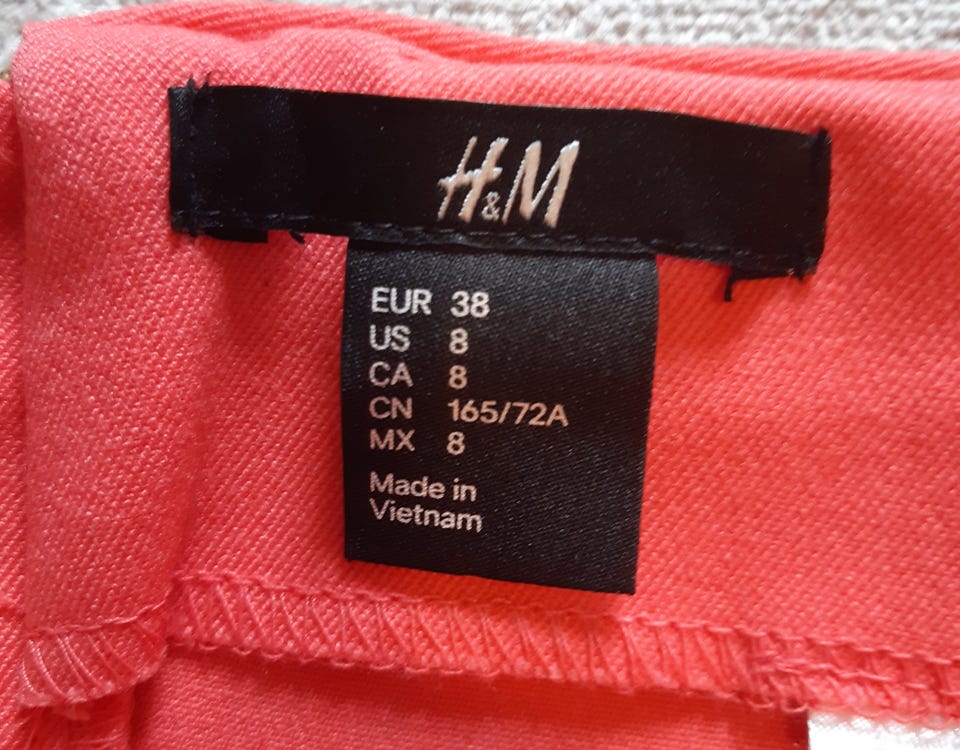 H&M
EUR 38
US 8
CA 8
CN 165/72A
MX 8
Made in
Vietnam